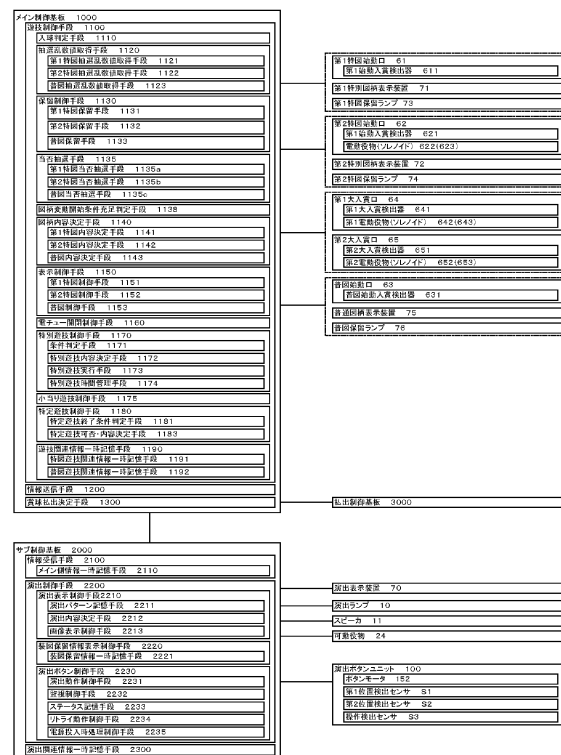 メイン制御基板 1000
遊技制御手段 1100
入球判定手段 1110
抽選乱数値取得手段 1120
第1特図抽選乱数値取得手段 1121
第2特図抽選乱数値取得手段 1122
普図抽選乱数値取得手段 1123
保留制御手段 1130
第1特図保留手段 1131
第2特図保留手段 1132
普図保留手段 1133
当否抽選手段 1135
第1特図当否抽選手段 1135a
第2特図当否抽選手段 1135b
普図当否抽選手段 1135c
図柄変動開始条件充足判定手段 1138
図柄内容決定手段 1140
第1特図内容決定手段 1141
第2特図内容決定手段 1142
普図内容決定手段 1143
表示制御手段 1150
第1特図制御手段 1151
第2特図制御手段 1152
普図制御手段 1153
電チュー開閉制御手段 1160
特別遊技制御手段 1170
条件判定手段 1171
特別遊技内容決定手段 1172
特別遊技実行手段 1173
特別遊技時間管理手段 1174
小当り遊技制御手段 1175
特定遊技制御手段 1180
特定遊技終了条件判定手段 1181
特定遊技可否・内容決定手段 1183
遊技関連情報一時記憶手段 1190
特図遊技関連情報一時記憶手段 1191
普図遊技関連情報一時記憶手段 1192
情報送信手段 1200
賞球払出決定手段 1300
第1特図始動口 61
第1始動入賞検出器 611
第1特別図柄表示装置 71
第1特図保留ランプ 73
第2特図始動口 62
第1始動入賞検出器 621
電動役物(ソレノイド) 622(623)
第2特別図柄表示装置 72
第2特図保留ランプ 74
第1大入賞口 64
第1大入賞検出器 641
第1電動役物(ソレノイド) 642(643)
第2大入賞口 65
第2大入賞検出器 651
第2電動役物(ソレノイド) 652(653)
普図始動口 63
普図始動入賞検出器 631
普通図柄表示装置 75
普図保留ランプ 76
払出制御基板 3000
サブ制御基板 2000
情報受信手段 2100
メイン側情報一時記憶手段 2110
演出制御手段 2200
演出表示制御手段2210
演出パターン記憶手段 2211
演出内容決定手段 2212
画像表示制御手段 2213
装図保留情報表示制御手段 2220
装図保留情報一時記憶手段 2221
演出ボタン制御手段 2230
演出動作制御手段 2231
制御手段 2232
ステータス記憶手段 2233
リトライ動作制御手段 2234
電源投入時処理制御手段 2235
演出関連情報一時記憶手段 2300
演出表示装置 70
演出ランプ 10
スピーカ 11
可動役物 24
演出ボタンユニット 100
ボタンモータ 152
第1位置検出センサ S1
第2位置検出センサ S2
操作検出センサ S3